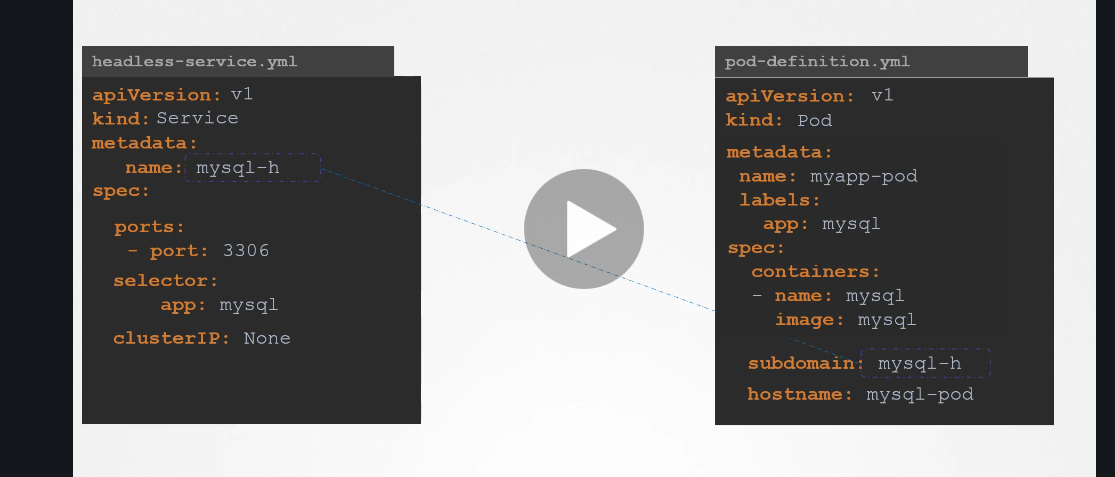 headless-service.yml
apiVersion: v1
kind: Service
metadata:
name: mysql-h
spec:
ports:
- port: 3306
selector:
app: mysql
clusterIP: None
pod-definition.yml
apiVersion: v1
kind: Pod
metadata:
name: myapp-pod
labels:
app: mysql
spec:
containers:
- name: mysql
image: mysql
subdomain: mysql-h
hostname: mysql-pod